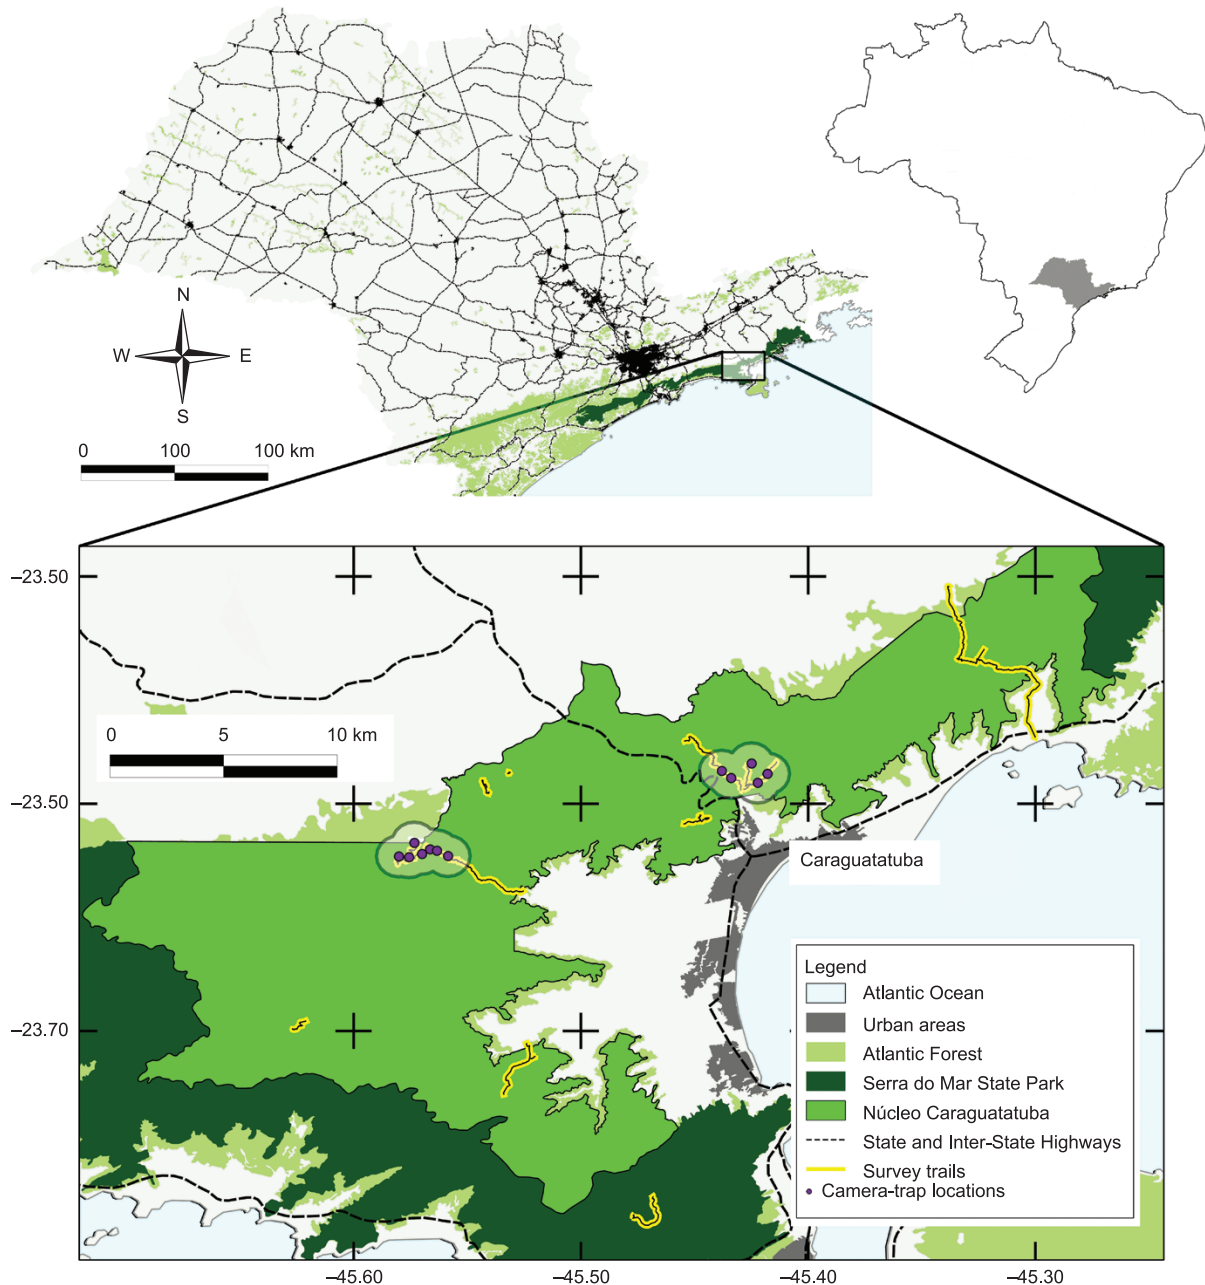 N
W E
S
0 100 100 km
−23.50
0 5 10 km
−23.50
Caraguatatuba
Legend
Atlantic Ocean
Urban areas
Atlantic Forest
Serra do Mar State Park
Núcleo Caraguatatuba
State and Inter-State Highways
Survey trails
Camera-trap locations
−23.70
−45.60 −45.50 −45.40 −45.30